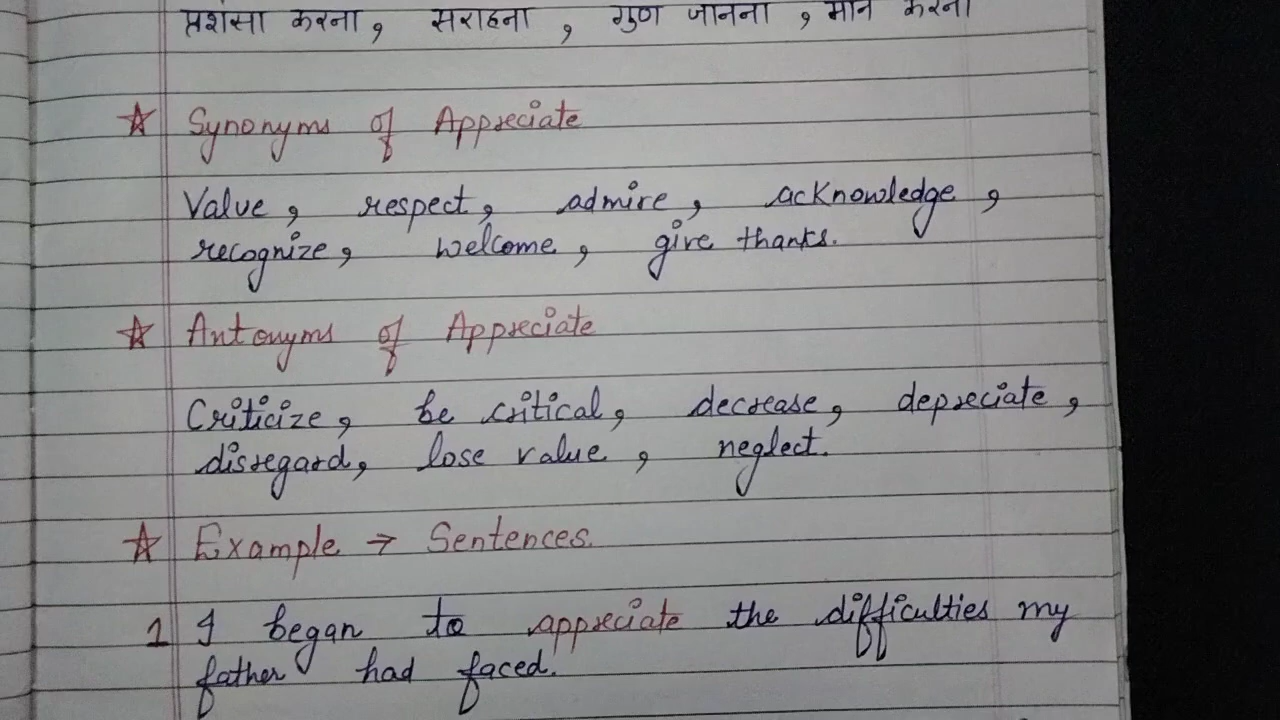 प्रशंसा करना, सराहना, गुण जानना, मान करना
☆ Synonyms of Appreciate
Value, respect, admire, acknowledge,
recognize, welcome, give thanks.
☆ Antonyms of Appreciate
Criticize, be critical, decrease, depreciate,
disregard, lose value, neglect.
☆ Example → Sentences.
1 I began to appreciate the difficulties my
father had faced.